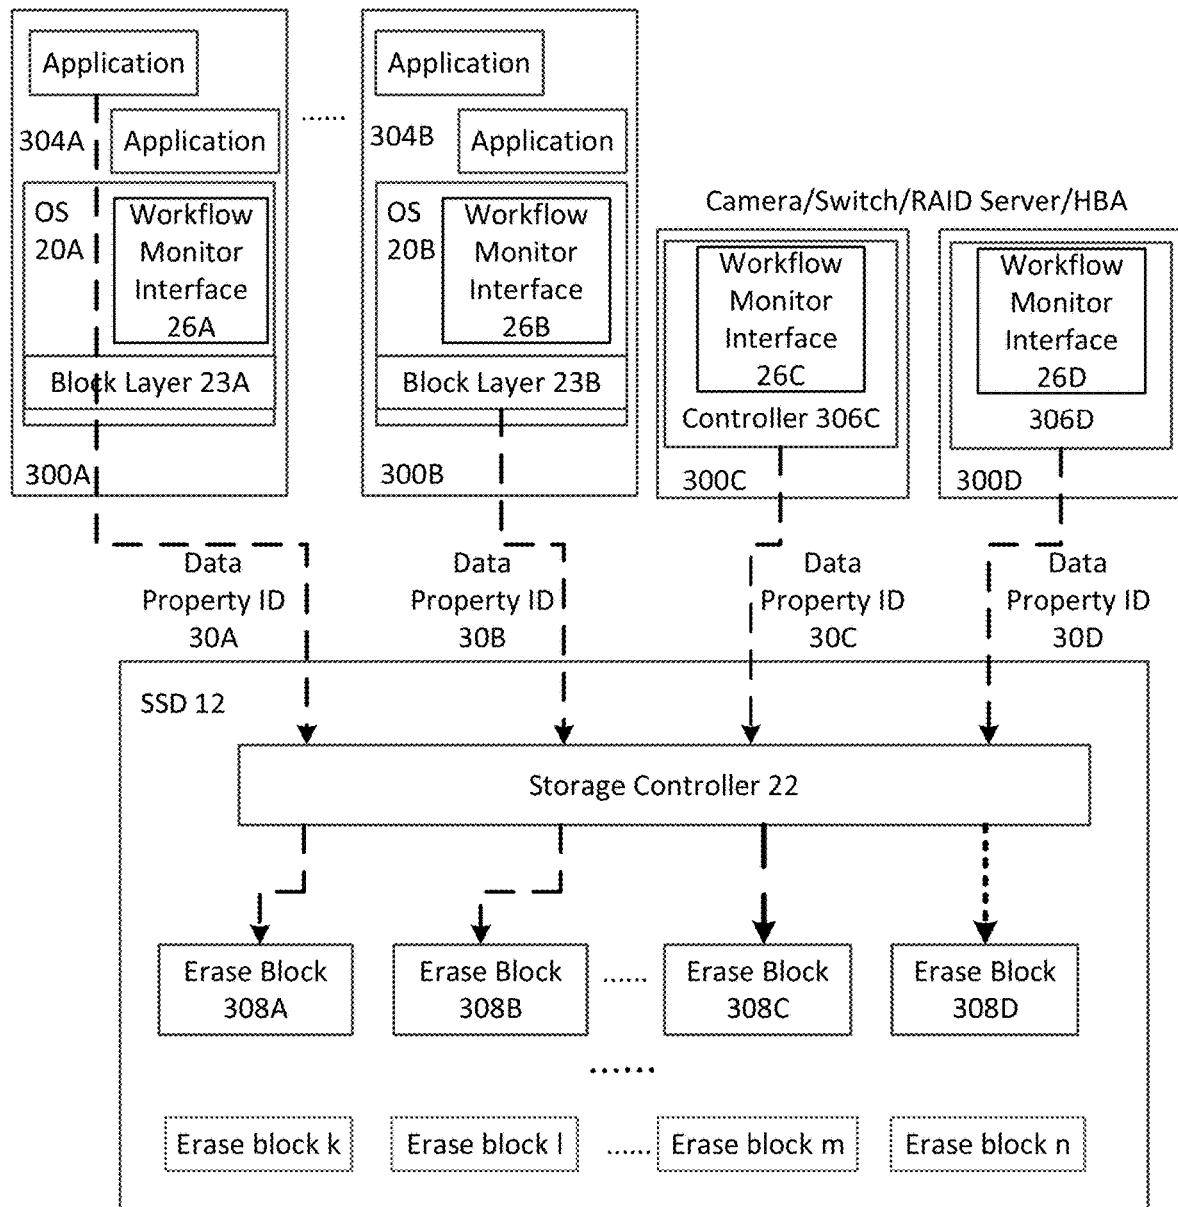 Application
Application
304A
OS
20A
Workflow
Monitor
Interface
26A
Block Layer 23A
300A
......
Application
304B
Application
OS
20B
Workflow
Monitor
Interface
26B
Block Layer 23B
300B
Camera/Switch/RAID Server/HBA
Workflow
Monitor
Interface
26C
Controller 306C
300C
Workflow
Monitor
Interface
26D
306D
300D
Data
Property ID
30A
Data
Property ID
30B
Data
Property ID
30C
Data
Property ID
30D
SSD 12
Storage Controller 22
Erase Block
308A
Erase Block
308B
......
Erase Block
308C
Erase Block
308D
......
Erase block k
Erase block l
......
Erase block m
Erase block n